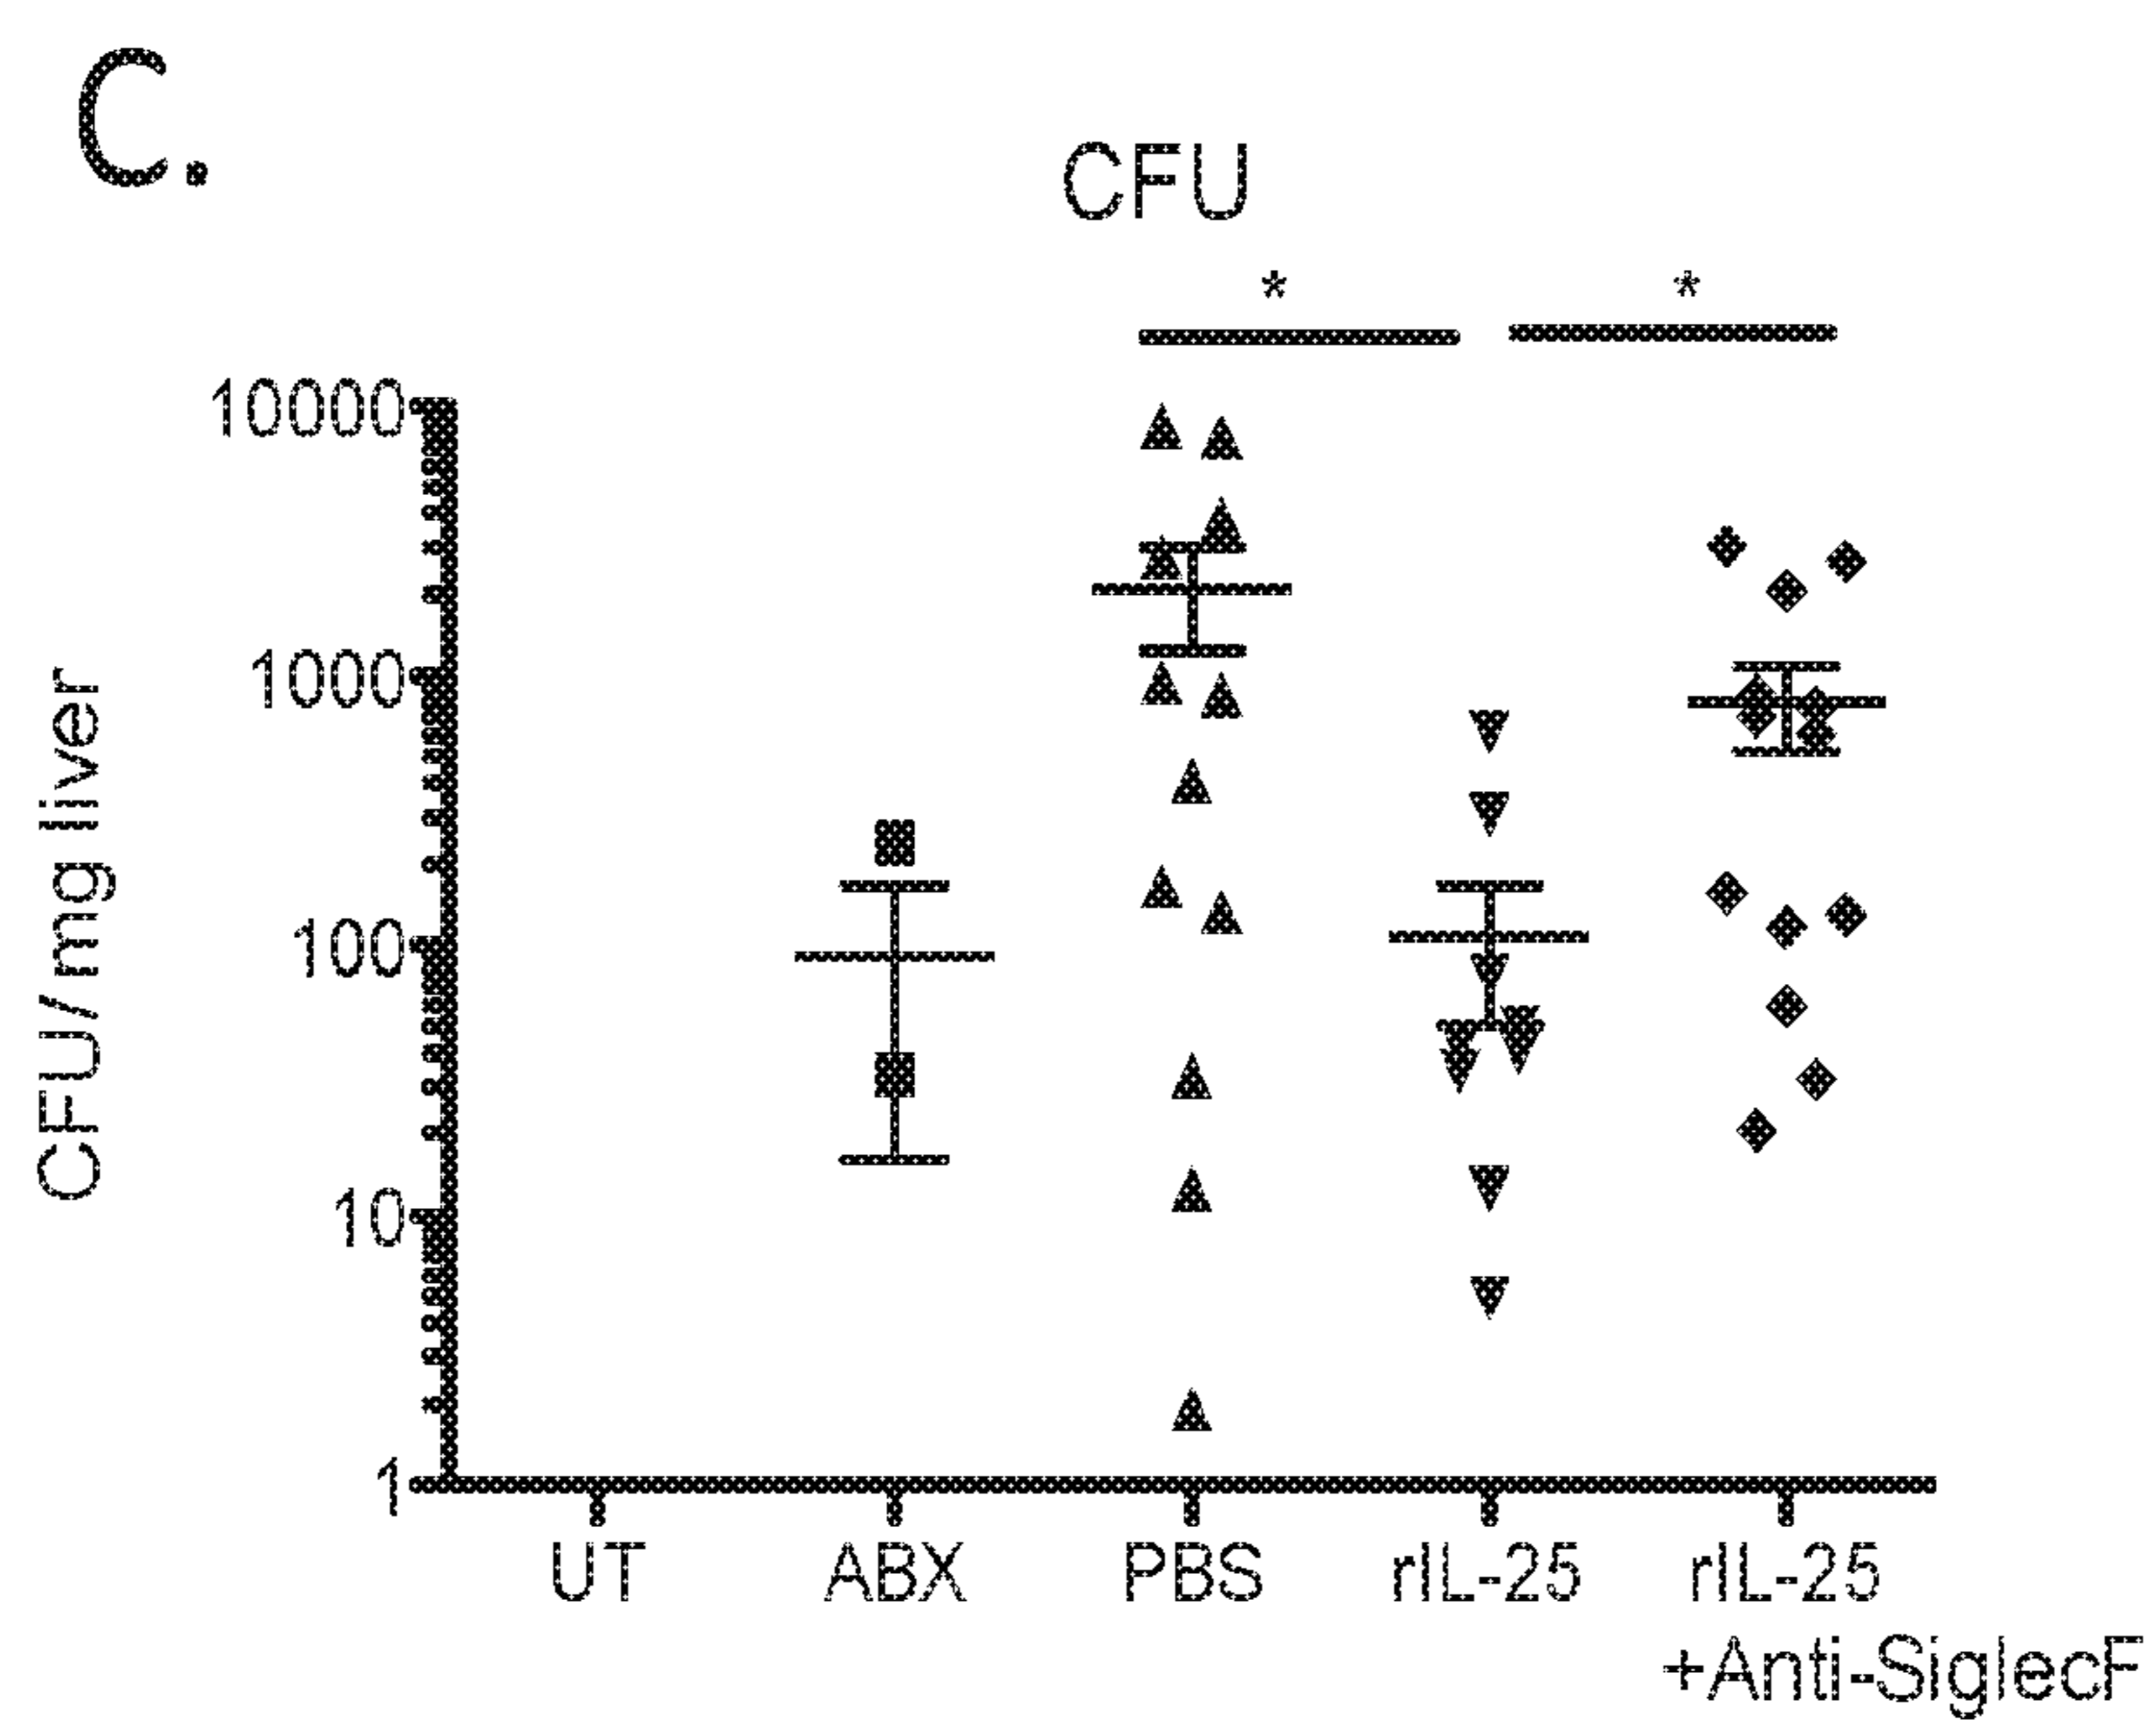 C.
CFU
* *
10000
1000
100
10
1
CFU/mg liver
UT ABX PBS rIL-25 rIL-25
+Anti-SiglecF